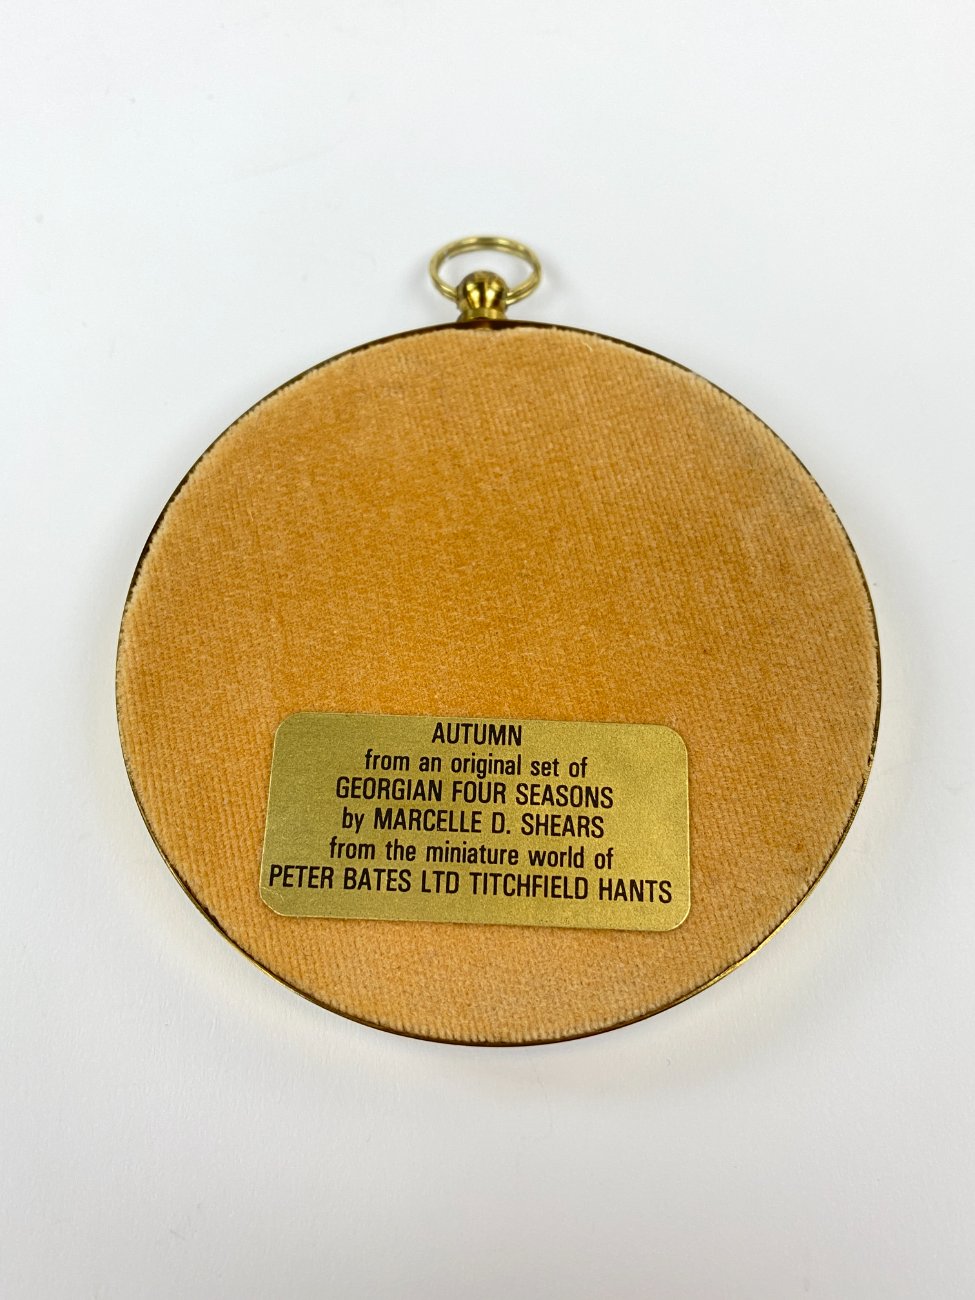 AUTUMN
from an original set of
GEORGIAN FOUR SEASONS
by MARCELLE D. SHEARS
from the miniature world of
PETER BATES LTD TITCHFIELD HANTS